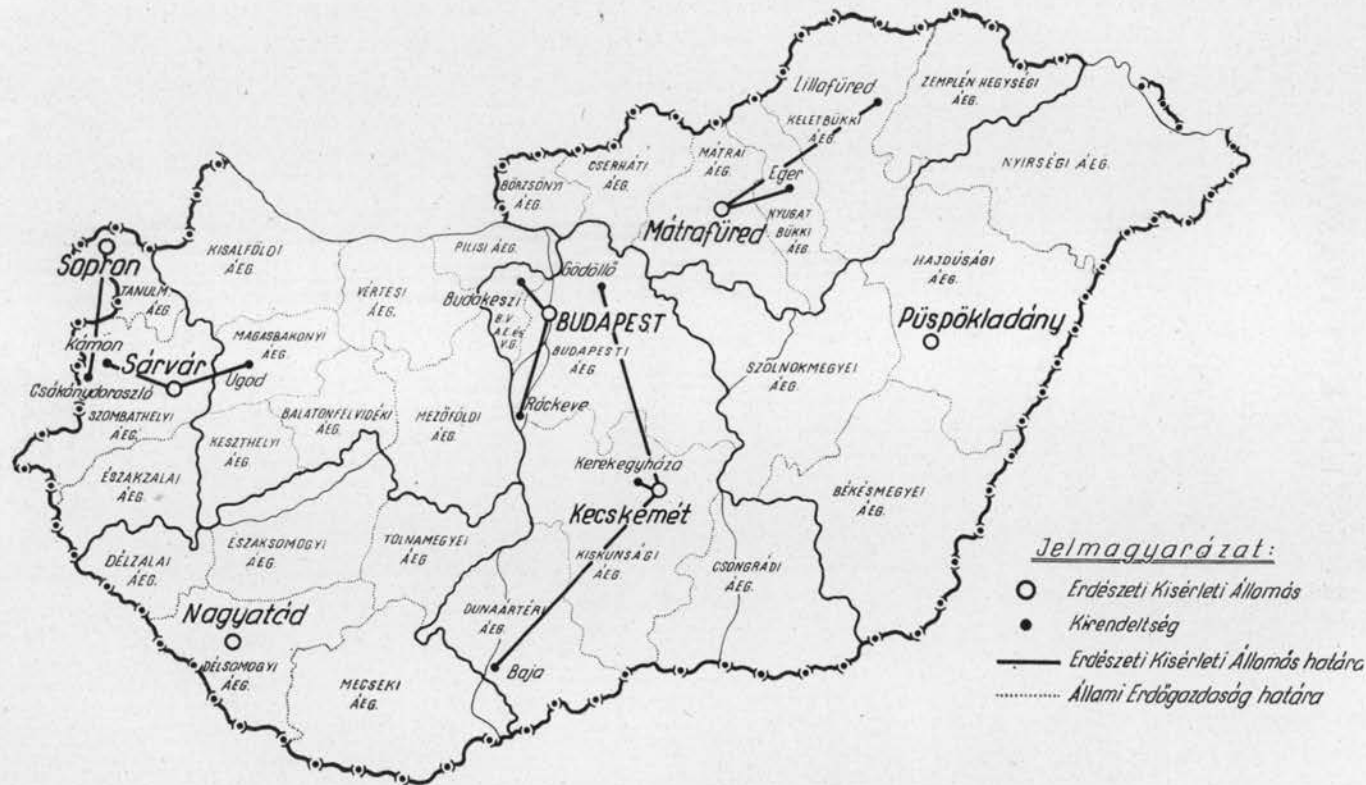 Lillafüred
ZEMPLÉN HEGYSÉGI
ÁEG.
KELETBÜKKI
ÁEG.
CSERHÁTI
ÁEG.
MÁTRAI
ÁEG.
NYIRSÉGI ÁEG.
BÖRZSÖNYI
ÁEG.
Eger
NYUGAT
BÜKKI
ÁEG.
Mátrafüred
Sopron
KISALFÖLDI
ÁEG.
PILISI ÁEG.
Gödöllő
HAJDUSÁGI
ÁEG.
TANULM.
ÁEG.
VÉRTESI
ÁEG.
Budakeszi
B.V.
Á.E. és
V.G.
BUDAPEST
Püspökladány
Kámon
Sárvár
MAGASBAKONYI
ÁEG.
Ugod
BUDAPESTI
ÁEG.
SZOLNOKMEGYEI
ÁEG.
Csákánydoroszló
SZOMBATHELYI
ÁEG.
BALATONFELVIDÉKI
ÁEG.
MEZŐFÖLDI
ÁEG.
Ráckeve
KESZTHELYI
ÁEG.
ÉSZAKZALAI
ÁEG.
Kerekegyháza
Kecskemét
BÉKÉSMEGYEI
ÁEG.
DÉLZALAI
ÁEG.
ÉSZAKSOMOGYI
ÁEG.
TOLNAMEGYEI
ÁEG.
KISKUNSÁGI
ÁEG.
CSONGRÁDI
ÁEG.
Nagyatád
DUNAÁRTÉRI
ÁEG.
Baja
DÉLSOMOGYI
ÁEG.
MECSEKI
ÁEG.
Jelmagyarázat:
Erdészeti Kisérleti Állomás
Kirendeltség
Erdészeti Kisérleti Állomás határa
Állami Erdőgazdaság határa